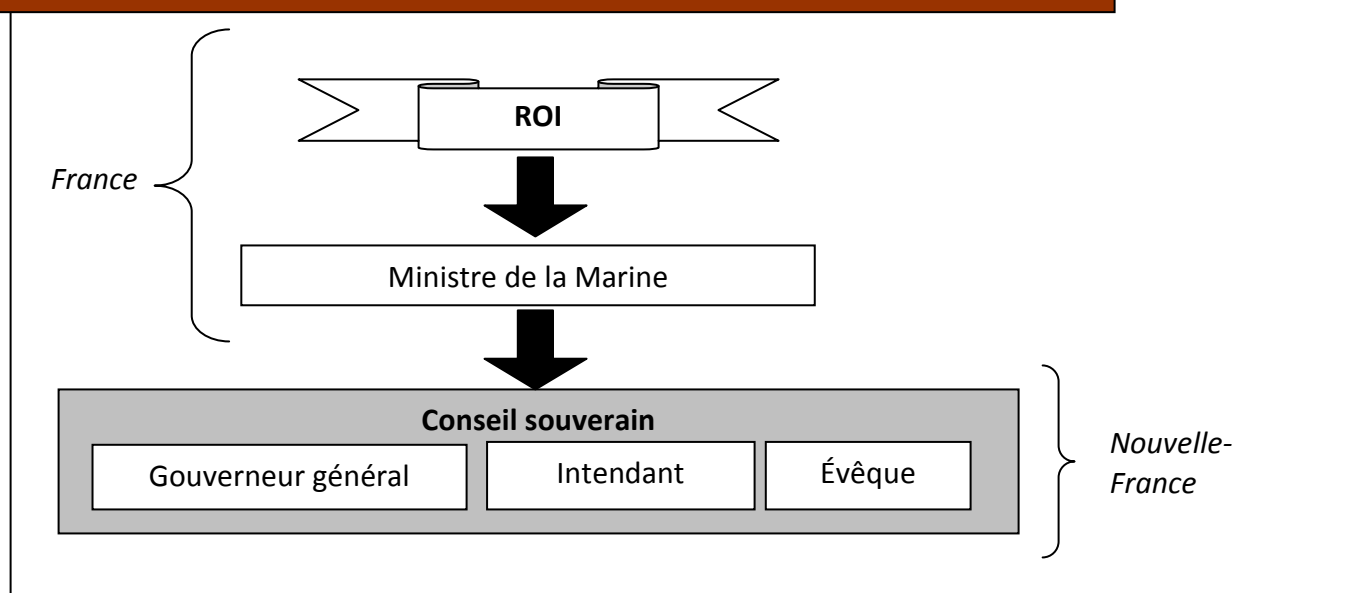 ROI
France
Ministre de la Marine
Conseil souverain
Gouverneur général
Intendant
Évêque
Nouvelle-
France